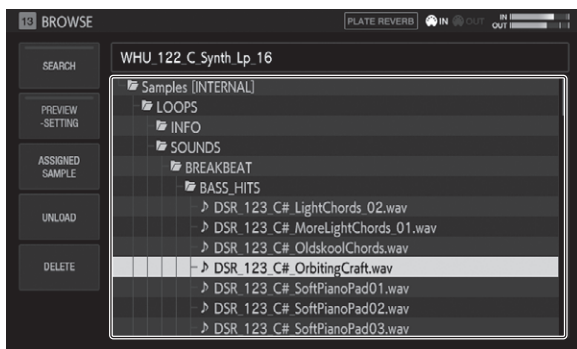 13 BROWSE
PLATE REVERB IN OUT IN
OUT
SEARCH
WHU_122_C_Synth_Lp_16
Samples [INTERNAL]
LOOPS
PREVIEW
-SETTING
INFO
SOUNDS
ASSIGNED
SAMPLE
BREAKBEAT
BASS_HITS
DSR_123_C#_LightChords_02.wav
UNLOAD
DSR_123_C#_MoreLightChords_01.wav
DSR_123_C#_OldskoolChords.wav
DELETE
DSR_123_C#_OrbitingCraft.wav
DSR_123_C#_SoftPianoPad01.wav
DSR_123_C#_SoftPianoPad02.wav
DSR_123_C#_SoftPianoPad03.wav